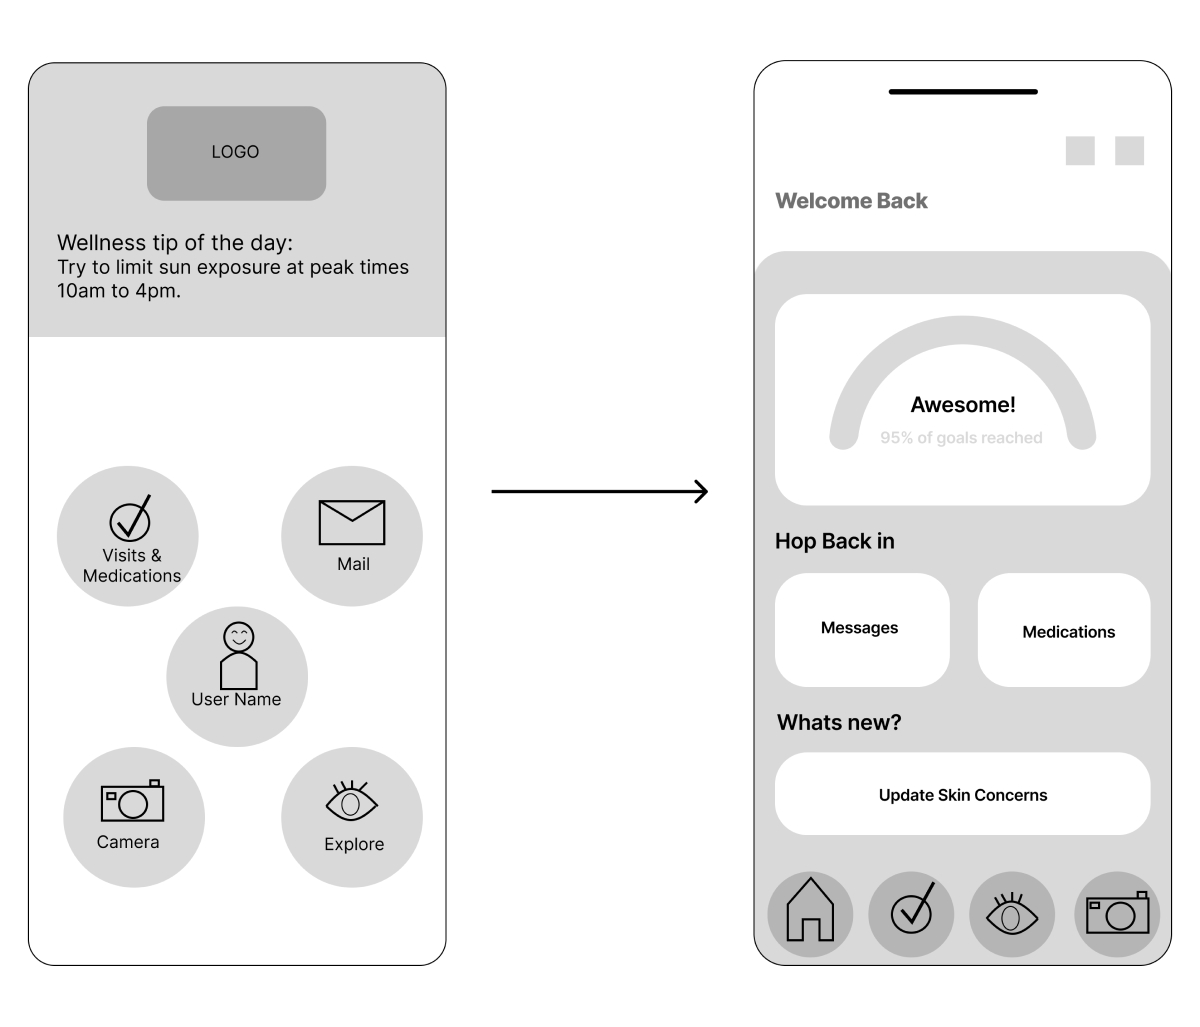 LOGO
Wellness tip of the day:
Try to limit sun exposure at peak times
10am to 4pm.
Visits &
Medications
Mail
User Name
Camera
Explore
Welcome Back
Awesome!
95% of goals reached
Hop Back in
Messages
Medications
Whats new?
Update Skin Concerns